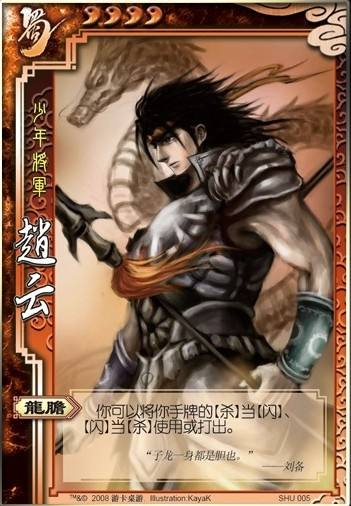 蜀
少年將軍
趙云
龍膽
你可以将你手牌的【杀】当【闪】、
【闪】当【杀】使用或打出。
“子龙一身都是胆也。”
——刘备
™&© 2008 游卡桌游 Illustration:KayaK SHU 005